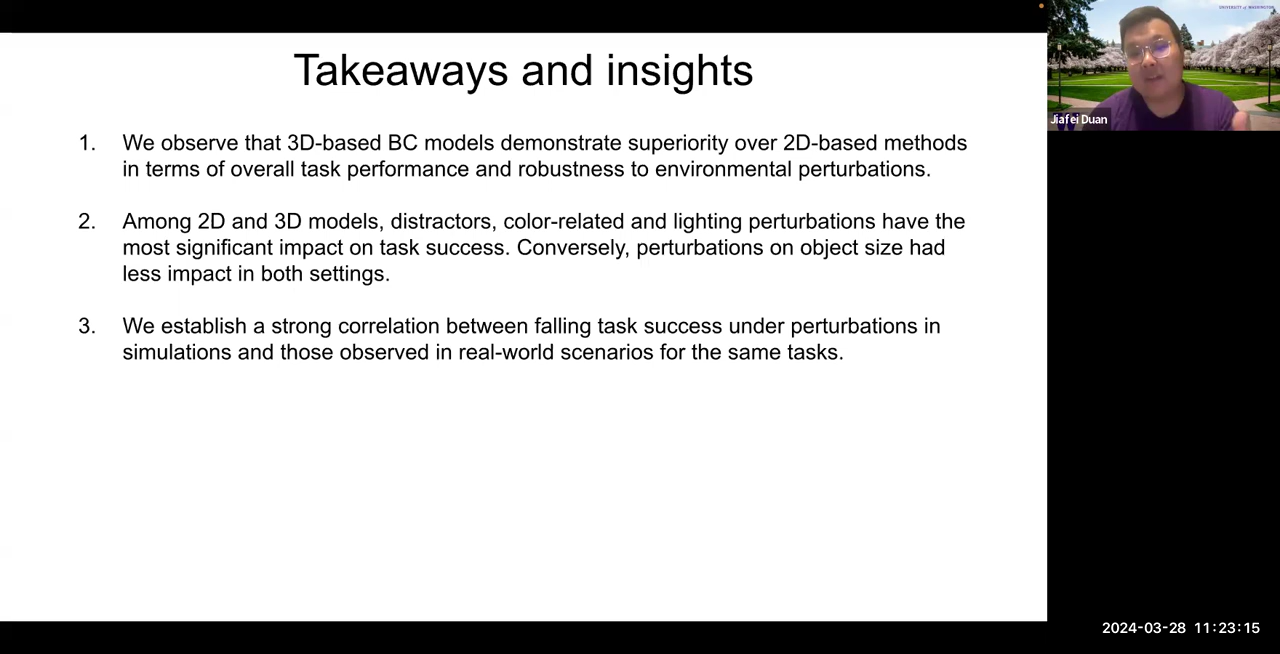 Takeaways and insights
1. We observe that 3D-based BC models demonstrate superiority over 2D-based methods
in terms of overall task performance and robustness to environmental perturbations.
2. Among 2D and 3D models, distractors, color-related and lighting perturbations have the
most significant impact on task success. Conversely, perturbations on object size had
less impact in both settings.
3. We establish a strong correlation between falling task success under perturbations in
simulations and those observed in real-world scenarios for the same tasks.
UNIVERSITY of WASHINGTON
Jiafei Duan
2024-03-28 11:23:15